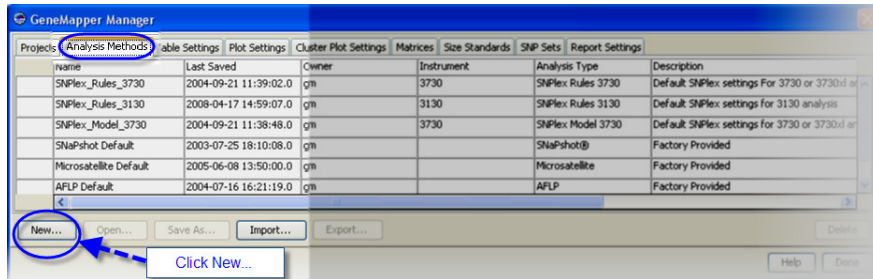 GeneMapper Manager
Projects Analysis Methods Table Settings Plot Settings Cluster Plot Settings Matrices Size Standards SNP Sets Report Settings
Name Last Saved Owner Instrument Analysis Type Description
SNPlex_Rules_3730 2004-09-21 11:39:02.0 gm 3730 SNPlex Rules 3730 Default SNPlex settings For 3730 or 3730xl an
SNPlex_Rules_3130 2008-04-17 14:59:07.0 gm 3130 SNPlex Rules 3130 Default SNPlex settings for 3130 analysis
SNPlex_Model_3730 2004-09-21 11:38:48.0 gm 3730 SNPlex Model 3730 Default SNPlex settings for 3730 or 3730xl an
SNaPshot Default 2003-07-25 18:10:08.0 gm SNaPshot® Factory Provided
Microsatellite Default 2005-06-08 13:50:00.0 gm Microsatellite Factory Provided
AFLP Default 2004-07-16 16:21:19.0 gm AFLP Factory Provided
New... Open... Save As... Import... Export... Delete
Click New...
Help Done